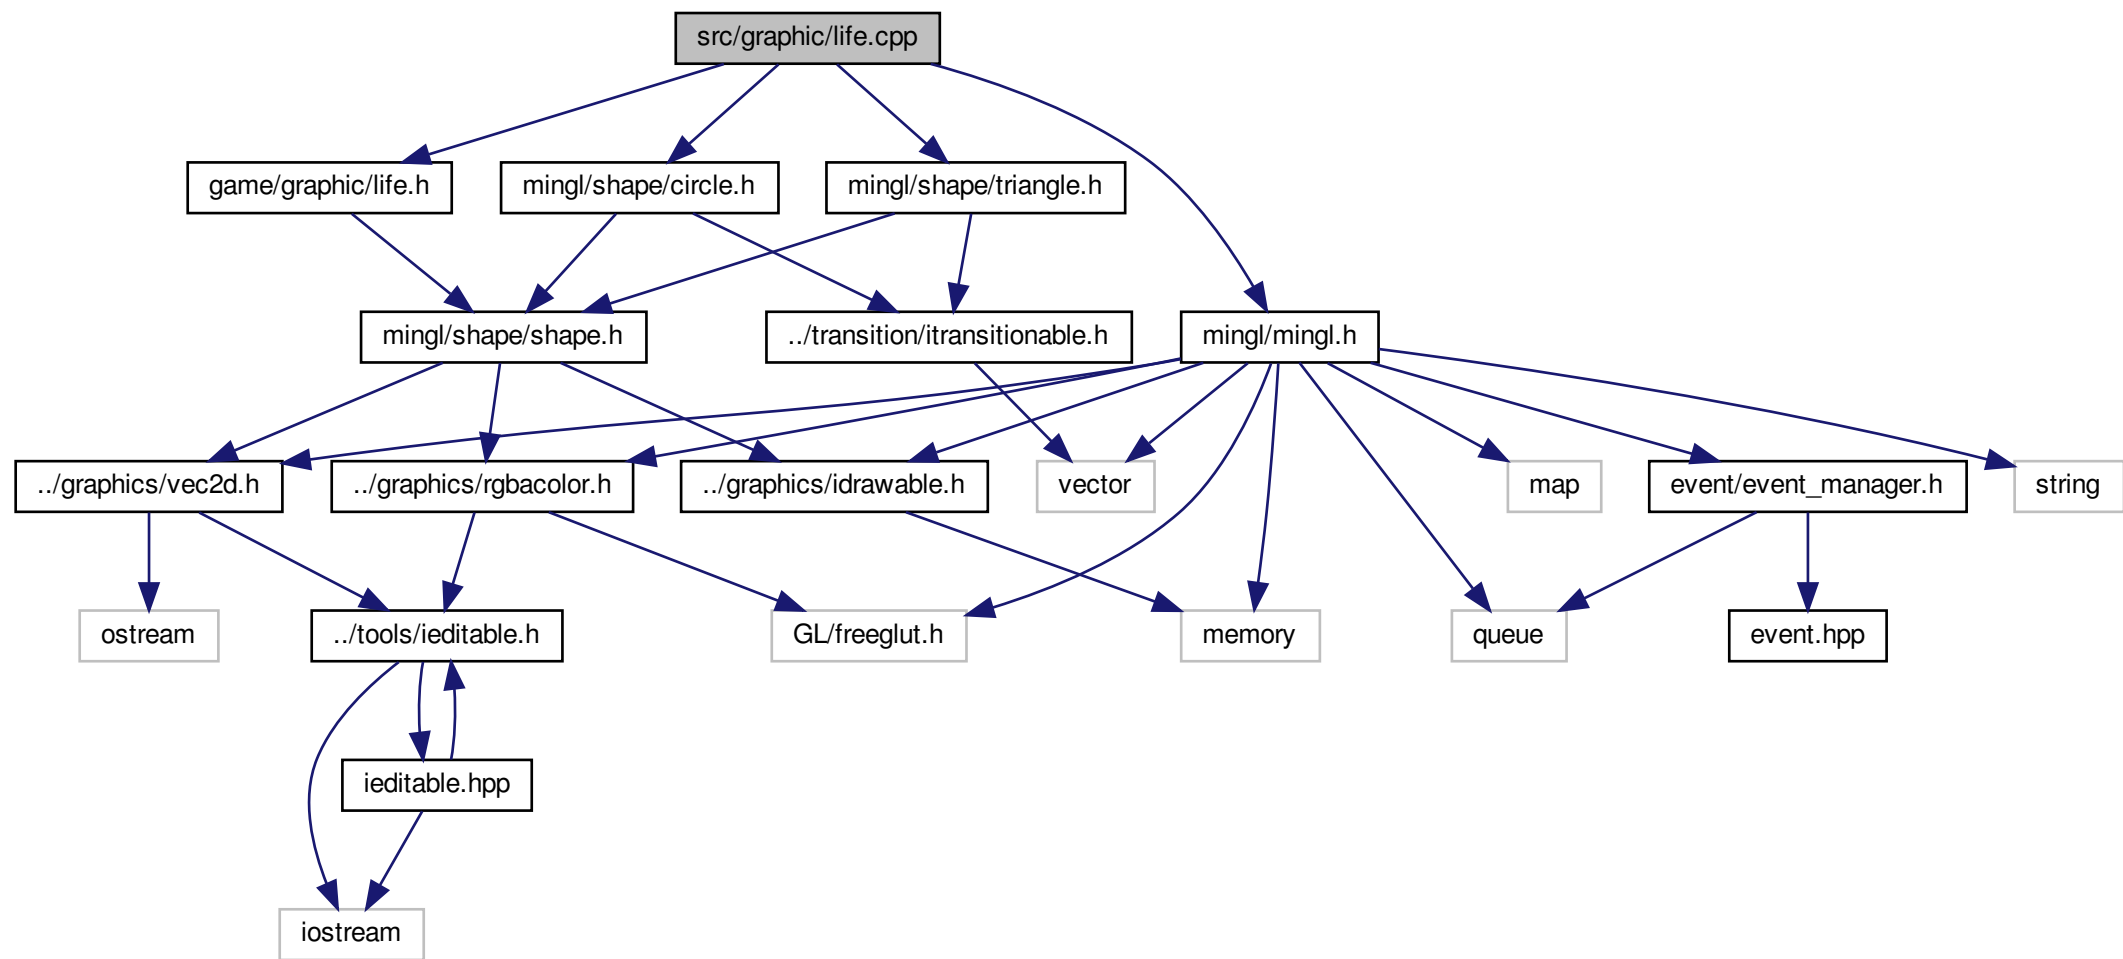 src/graphic/life.cpp
game/graphic/life.h
mingl/shape/circle.h
mingl/shape/triangle.h
mingl/shape/shape.h
../transition/itransitionable.h
mingl/mingl.h
../graphics/vec2d.h
../graphics/rgbacolor.h
../graphics/idrawable.h
vector
map
event/event_manager.h
string
ostream
../tools/ieditable.h
GL/freeglut.h
memory
queue
event.hpp
ieditable.hpp
iostream